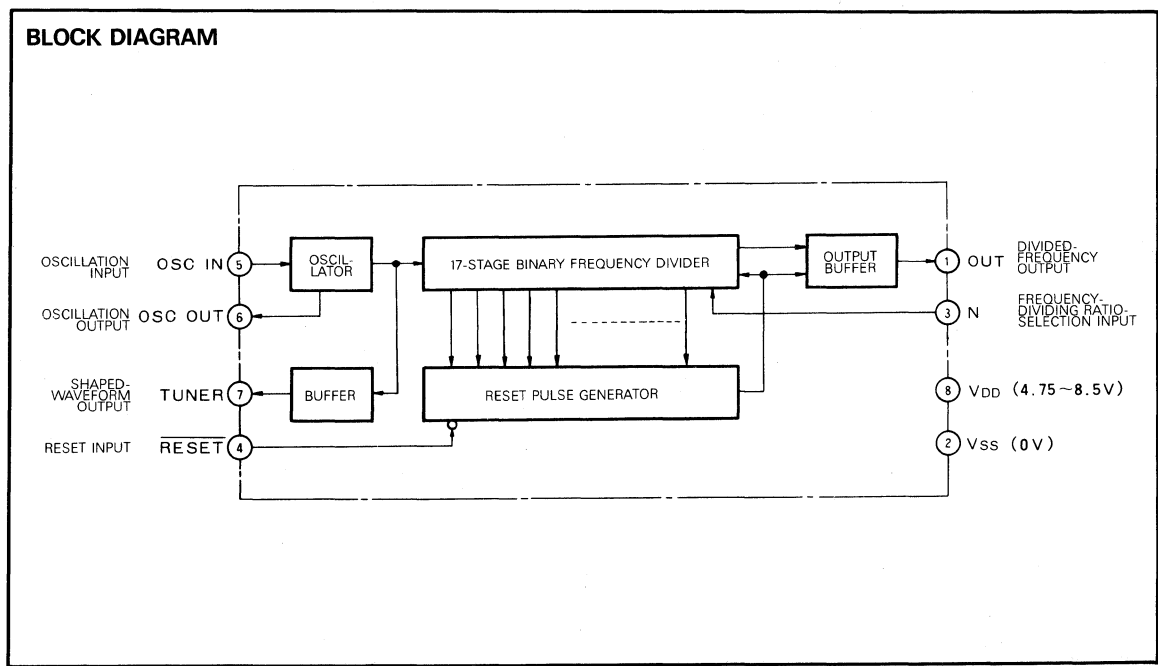 BLOCK DIAGRAM
OSCILLATION
INPUT
OSC IN
5
OSCIL-
LATOR
17-STAGE BINARY FREQUENCY DIVIDER
OUTPUT
BUFFER
1
OUT
DIVIDED-
FREQUENCY
OUTPUT
OSCILLATION
OUTPUT
OSC OUT
6
3
N
FREQUENCY-
DIVIDING RATIO-
SELECTION INPUT
SHAPED-
WAVEFORM
OUTPUT
TUNER
7
BUFFER
RESET PULSE GENERATOR
8
VDD (4.75~8.5V)
RESET INPUT
RESET
4
2
VSS (0V)